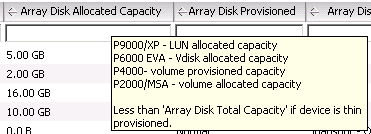 Array Disk Allocated Capacity Array Disk Provisioned Array Dis
5.00 GB
2.00 GB
16.00
10.00 GB
0.0 B
P9000/XP - LUN allocated capacity
P6000 EVA - Vdisk allocated capacity
P4000- volume provisioned capacity
P2000/MSA - volume allocated capacity
Less than 'Array Disk Total Capacity' if device is thin
provisioned.